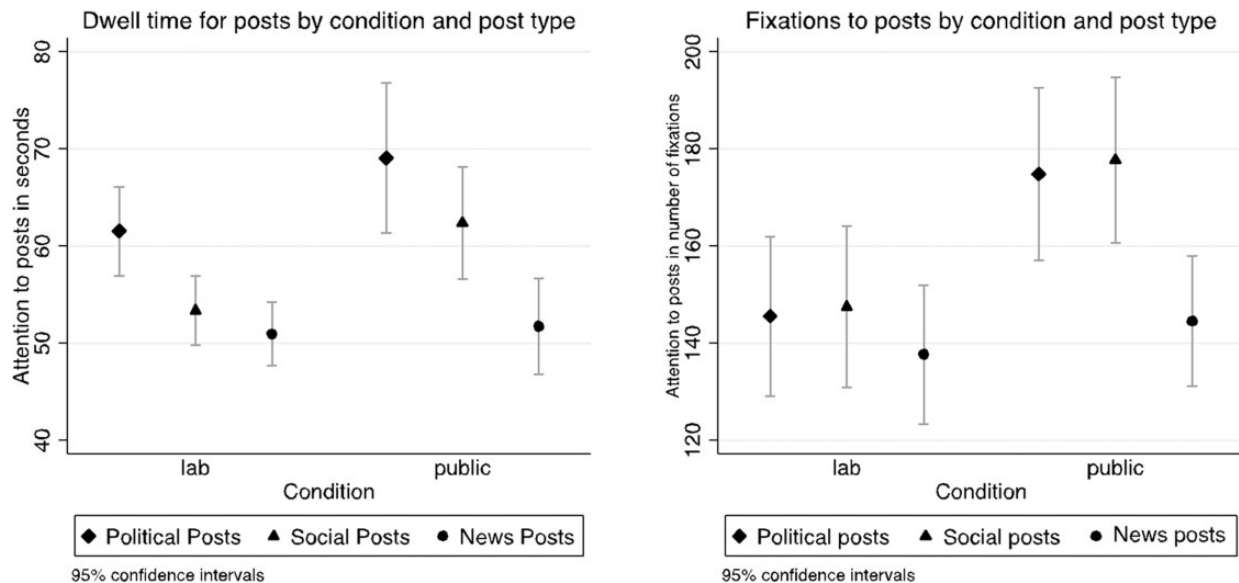 Dwell time for posts by condition and post type
Attention to posts in seconds
80
70
60
50
40
lab public
Condition
Political Posts Social Posts News Posts
95% confidence intervals
Fixations to posts by condition and post type
Attention to posts in number of fixations
200
180
160
140
120
lab public
Condition
Political posts Social posts News posts
95% confidence intervals